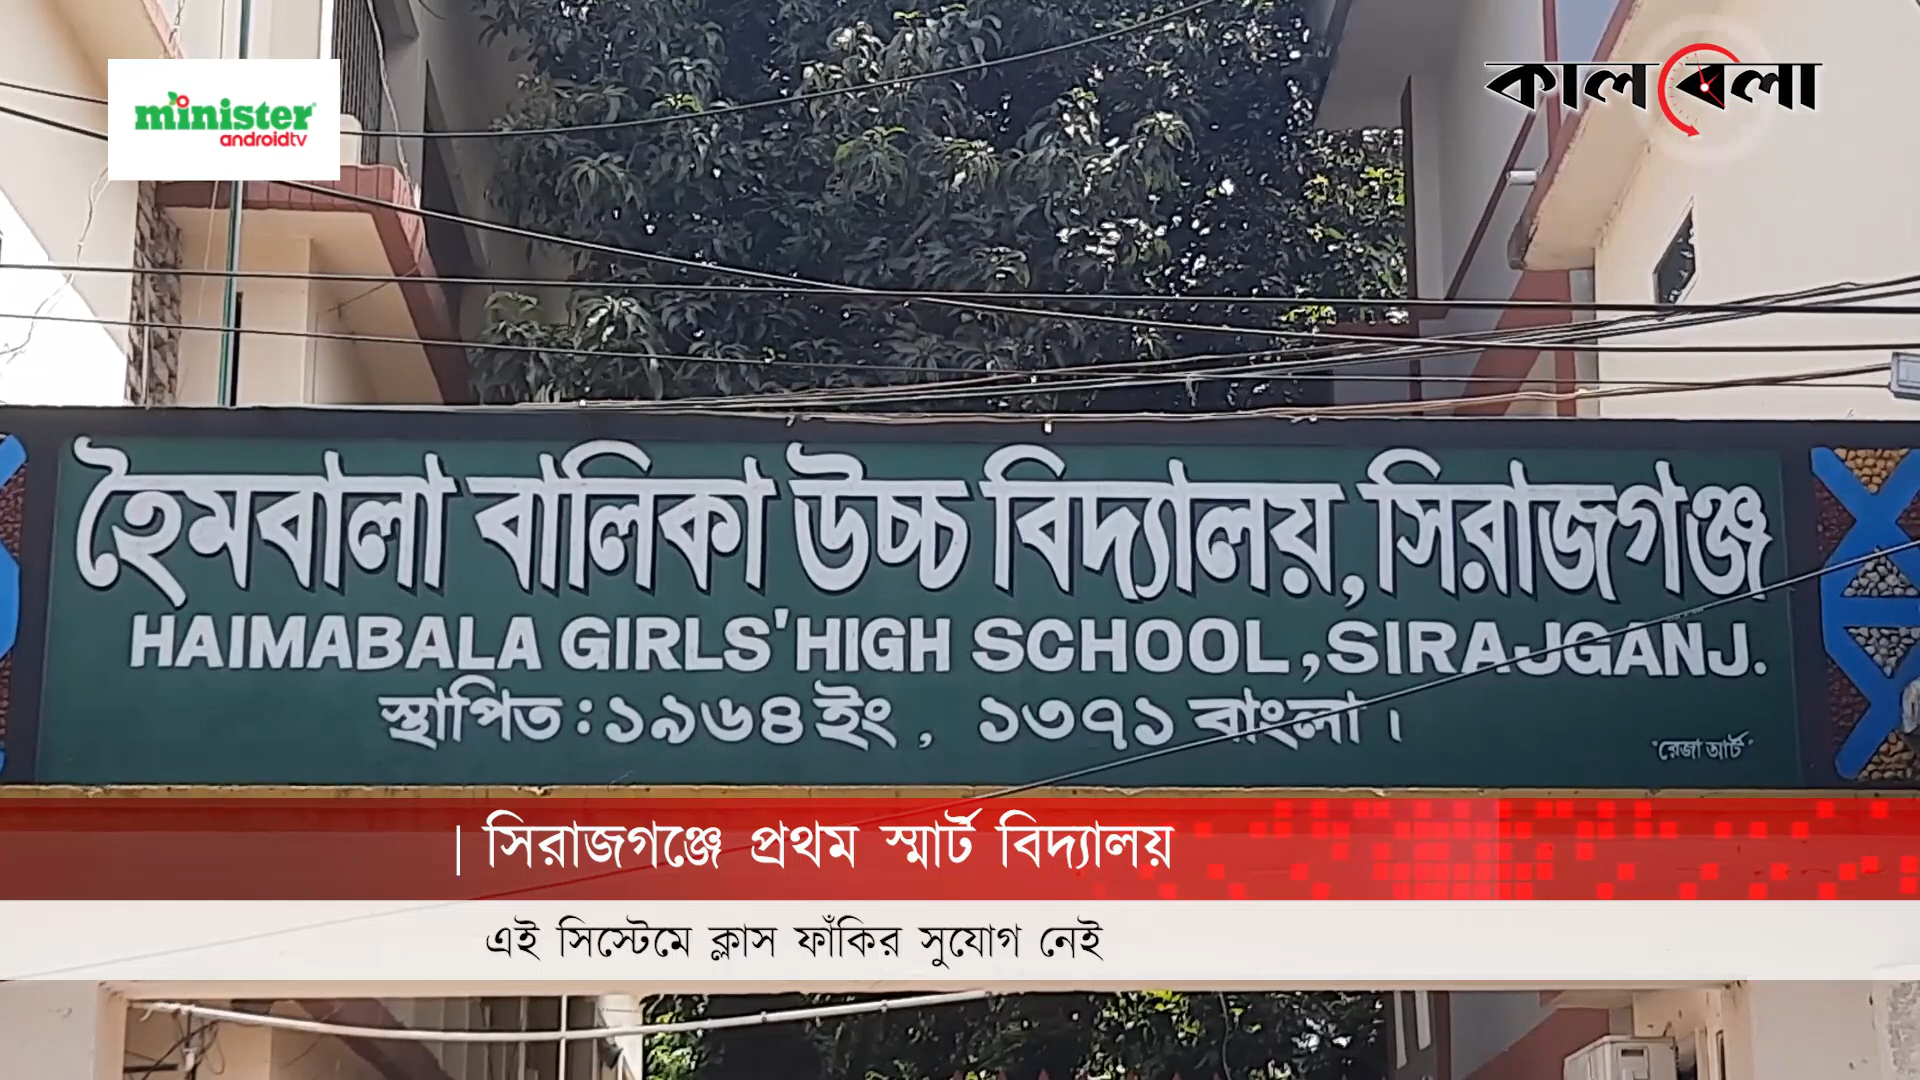 minister
androidtv
কালবেলা
হৈমবালা বালিকা উচ্চ বিদ্যালয়, সিরাজগঞ্জ
HAIMABALA GIRLS' HIGH SCHOOL, SIRAJGANJ.
স্থাপিত : ১৯৬৪ ইং , ১৩৭১ বাংলা ।
"রেজা আর্ট"
| সিরাজগঞ্জে প্রথম স্মার্ট বিদ্যালয়
এই সিস্টেমে ক্লাস ফাঁকির সুযোগ নেই